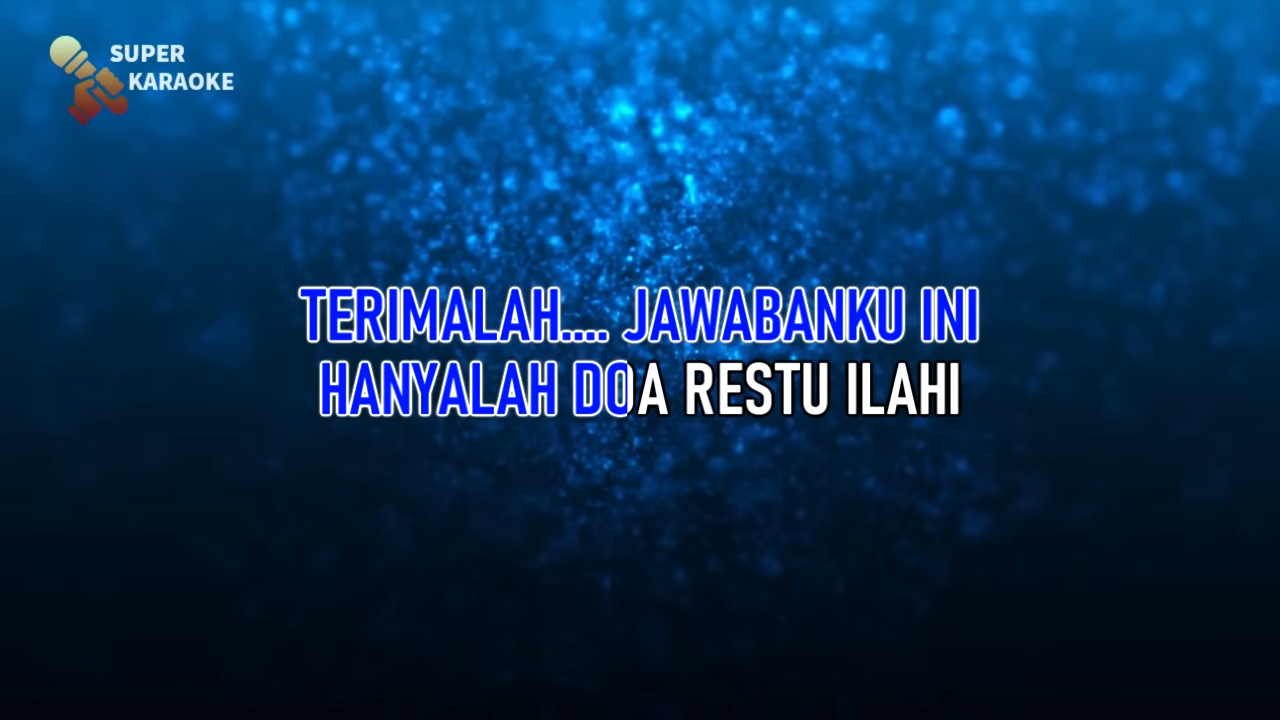 SUPER
KARAOKE
TERIMALAH.... JAWABANKU INI
HANYALAH DOA RESTU ILAHI